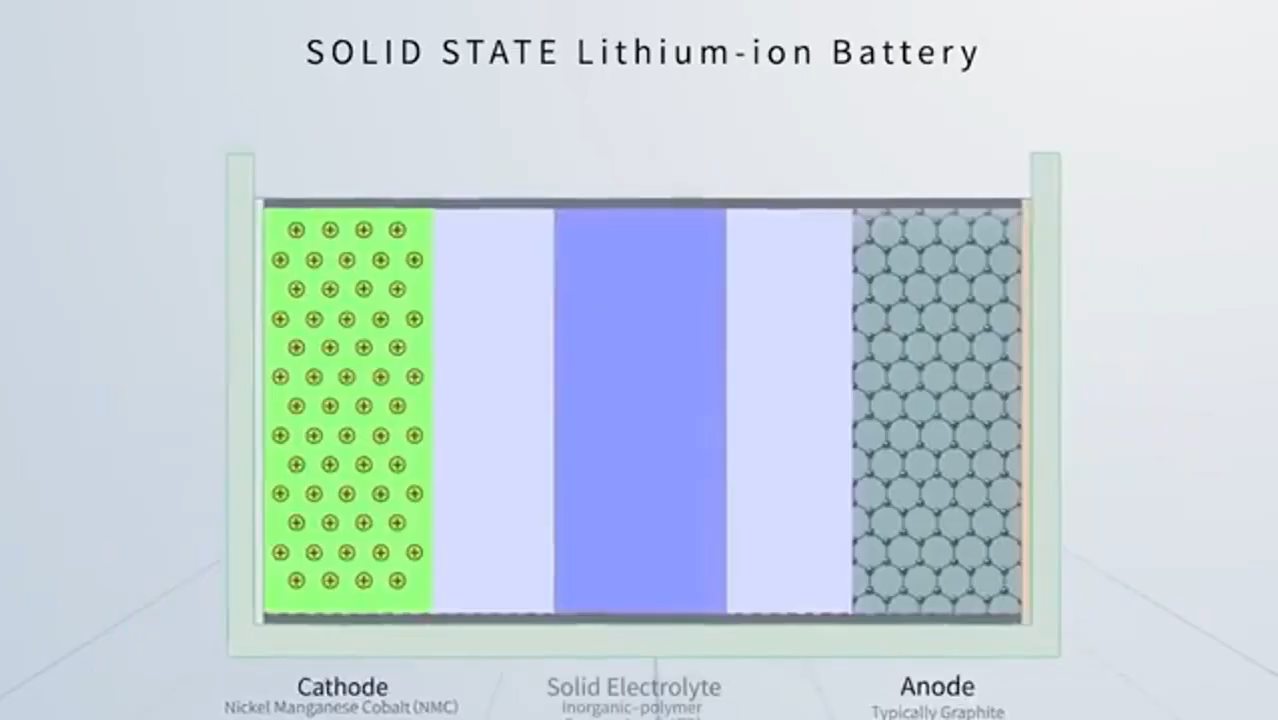 SOLID STATE Lithium-ion Battery
Cathode
Nickel Manganese Cobalt (NMC)
Solid Electrolyte
Inorganic-polymer
Anode
Typically Graphite